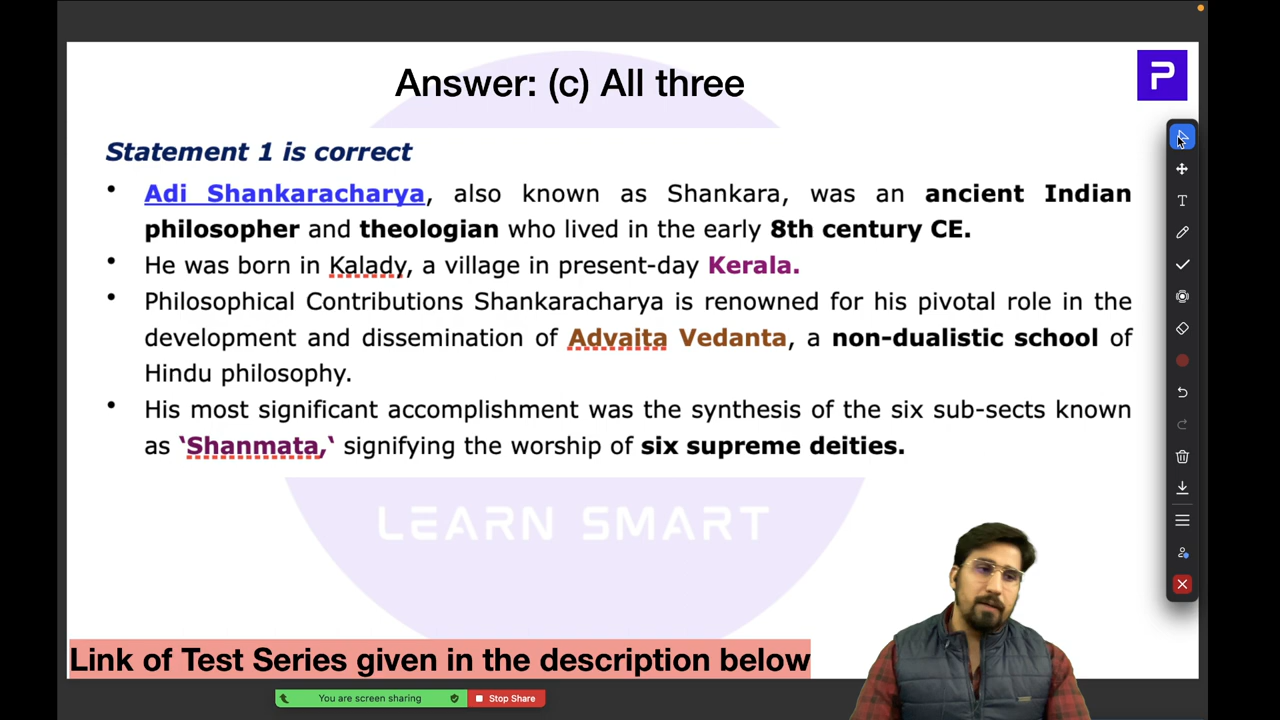 Answer: (c) All three
P
Statement 1 is correct
• Adi Shankaracharya, also known as Shankara, was an ancient Indian
philosopher and theologian who lived in the early 8th century CE.
• He was born in Kalady, a village in present-day Kerala.
• Philosophical Contributions Shankaracharya is renowned for his pivotal role in the
development and dissemination of Advaita Vedanta, a non-dualistic school of
Hindu philosophy.
• His most significant accomplishment was the synthesis of the six sub-sects known
as ‘Shanmata,‘ signifying the worship of six supreme deities.
LEARN SMART
Link of Test Series given in the description below
You are screen sharing
Stop Share
T